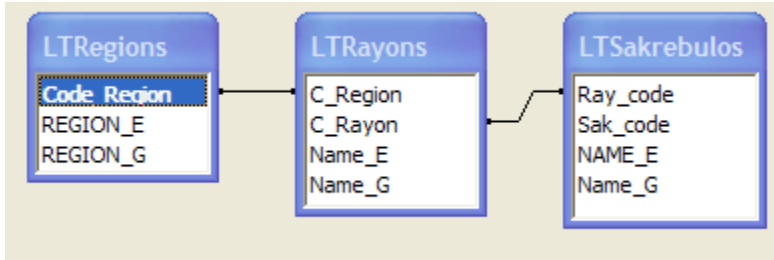 LTRegions
Code_Region
REGION_E
REGION_G
LTRayons
C_Region
C_Rayon
Name_E
Name_G
LTSakrebulos
Ray_code
Sak_code
NAME_E
Name_G